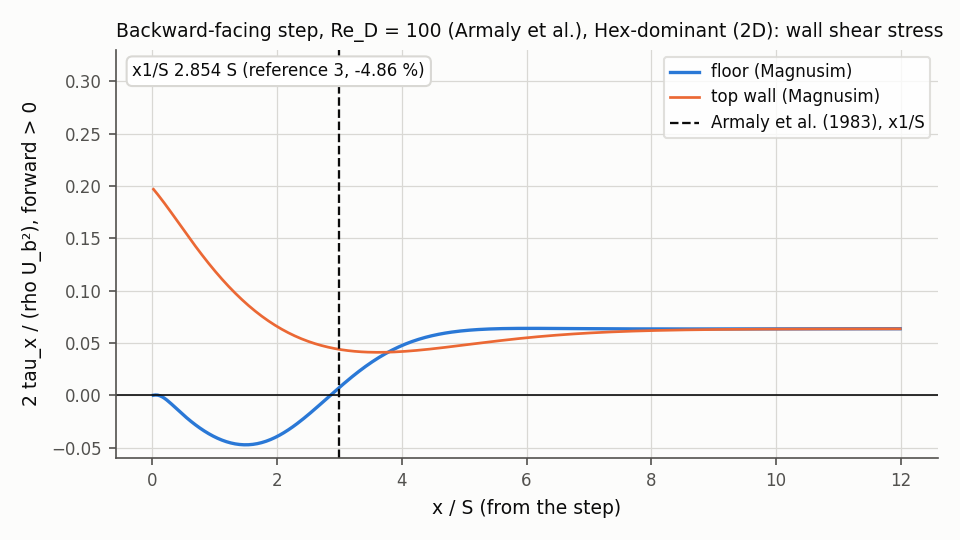 Backward-facing step, Re_D = 100 (Armaly et al.), Hex-dominant (2D): wall shear stress
x1/S 2.854 S (reference 3, -4.86 %)
floor (Magnusim)
top wall (Magnusim)
Armaly et al. (1983), x1/S
2 tau_x / (rho U_b²), forward > 0
0.30
0.25
0.20
0.15
0.10
0.05
0.00
−0.05
0 2 4 6 8 10 12
x / S (from the step)